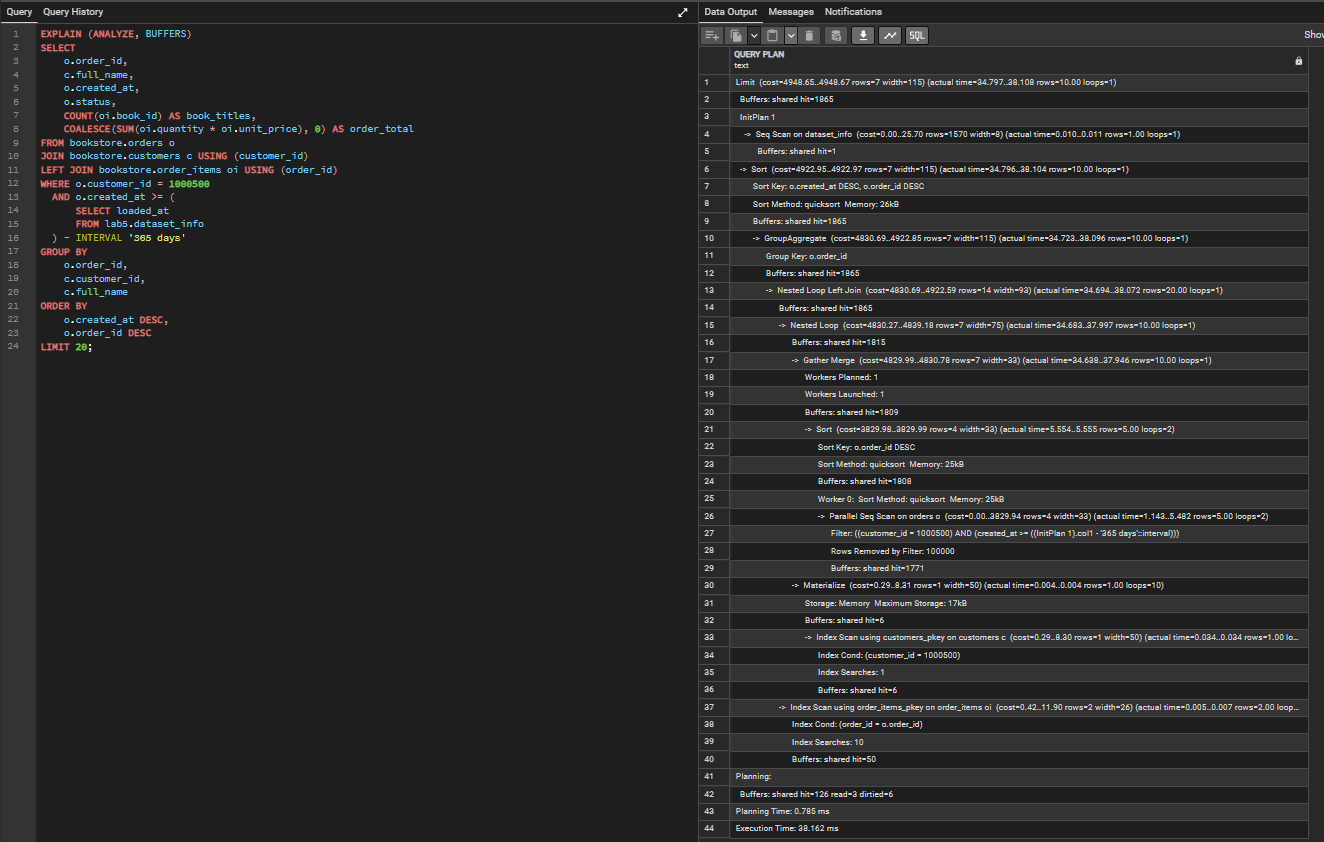 Query Query History
1 EXPLAIN (ANALYZE, BUFFERS)
2 SELECT
3 o.order_id,
4 c.full_name,
5 o.created_at,
6 o.status,
7 COUNT(oi.book_id) AS book_titles,
8 COALESCE(SUM(oi.quantity * oi.unit_price), 0) AS order_total
9 FROM bookstore.orders o
10 JOIN bookstore.customers c USING (customer_id)
11 LEFT JOIN bookstore.order_items oi USING (order_id)
12 WHERE o.customer_id = 1000500
13 AND o.created_at >= (
14 SELECT loaded_at
15 FROM lab5.dataset_info
16 ) - INTERVAL '365 days'
17 GROUP BY
18 o.order_id,
19 c.customer_id,
20 c.full_name
21 ORDER BY
22 o.created_at DESC,
23 o.order_id DESC
24 LIMIT 20;
Data Output Messages Notifications
SQL
Show
QUERY PLAN
text
1 Limit (cost=4948.65..4948.67 rows=7 width=115) (actual time=34.797..38.108 rows=10.00 loops=1)
2 Buffers: shared hit=1865
3 InitPlan 1
4 -> Seq Scan on dataset_info (cost=0.00..25.70 rows=1570 width=8) (actual time=0.010..0.011 rows=1.00 loops=1)
5 Buffers: shared hit=1
6 -> Sort (cost=4922.95..4922.97 rows=7 width=115) (actual time=34.796..38.104 rows=10.00 loops=1)
7 Sort Key: o.created_at DESC, o.order_id DESC
8 Sort Method: quicksort Memory: 26kB
9 Buffers: shared hit=1865
10 -> GroupAggregate (cost=4830.69..4922.85 rows=7 width=115) (actual time=34.723..38.096 rows=10.00 loops=1)
11 Group Key: o.order_id
12 Buffers: shared hit=1865
13 -> Nested Loop Left Join (cost=4830.69..4922.59 rows=14 width=93) (actual time=34.694..38.072 rows=20.00 loops=1)
14 Buffers: shared hit=1865
15 -> Nested Loop (cost=4830.27..4839.18 rows=7 width=75) (actual time=34.683..37.997 rows=10.00 loops=1)
16 Buffers: shared hit=1815
17 -> Gather Merge (cost=4829.99..4830.78 rows=7 width=33) (actual time=34.638..37.946 rows=10.00 loops=1)
18 Workers Planned: 1
19 Workers Launched: 1
20 Buffers: shared hit=1809
21 -> Sort (cost=3829.98..3829.99 rows=4 width=33) (actual time=5.554..5.555 rows=5.00 loops=2)
22 Sort Key: o.order_id DESC
23 Sort Method: quicksort Memory: 25kB
24 Buffers: shared hit=1808
25 Worker 0: Sort Method: quicksort Memory: 25kB
26 -> Parallel Seq Scan on orders o (cost=0.00..3829.94 rows=4 width=33) (actual time=1.143..5.482 rows=5.00 loops=2)
27 Filter: ((customer_id = 1000500) AND (created_at >= ((InitPlan 1).col1 - '365 days'::interval)))
28 Rows Removed by Filter: 100000
29 Buffers: shared hit=1771
30 -> Materialize (cost=0.29..8.31 rows=1 width=50) (actual time=0.004..0.004 rows=1.00 loops=10)
31 Storage: Memory Maximum Storage: 17kB
32 Buffers: shared hit=6
33 -> Index Scan using customers_pkey on customers c (cost=0.29..8.30 rows=1 width=50) (actual time=0.034..0.034 rows=1.00 lo...
34 Index Cond: (customer_id = 1000500)
35 Index Searches: 1
36 Buffers: shared hit=6
37 -> Index Scan using order_items_pkey on order_items oi (cost=0.42..11.90 rows=2 width=26) (actual time=0.005..0.007 rows=2.00 loop...
38 Index Cond: (order_id = o.order_id)
39 Index Searches: 10
40 Buffers: shared hit=50
41 Planning:
42 Buffers: shared hit=126 read=3 dirtied=6
43 Planning Time: 0.785 ms
44 Execution Time: 38.162 ms